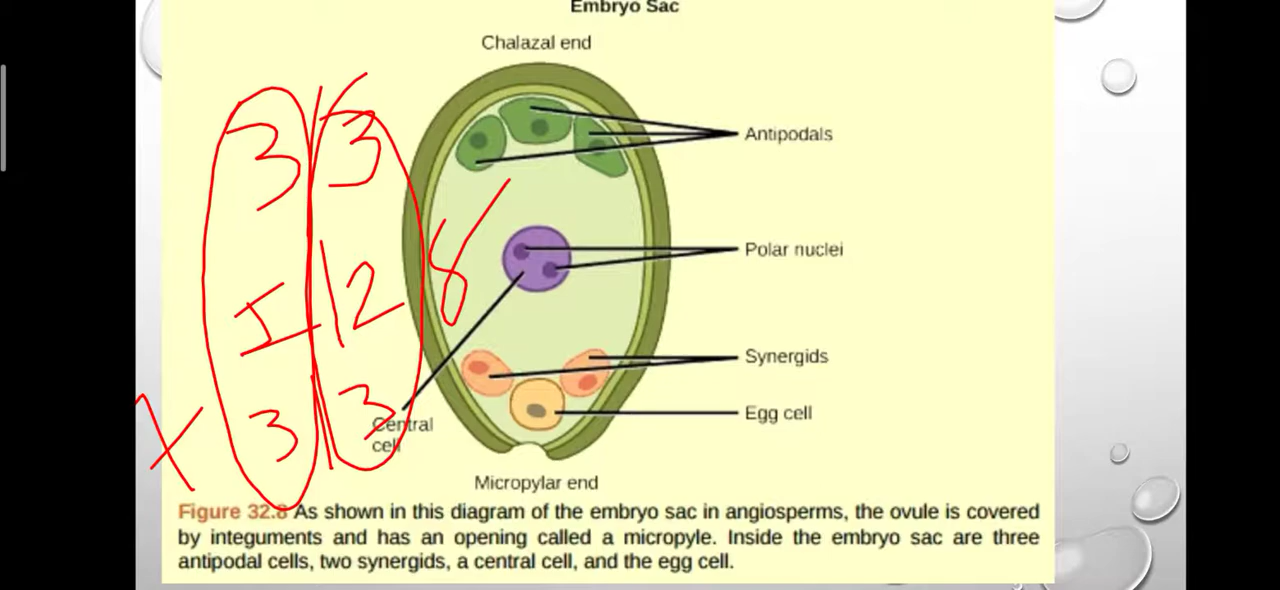 Embryo Sac
Chalazal end
Antipodals
Polar nuclei
Synergids
Egg cell
Central
cell
Micropylar end
3 3
1 2 8
3 3
Figure 32.8 As shown in this diagram of the embryo sac in angiosperms, the ovule is covered
by integuments and has an opening called a micropyle. Inside the embryo sac are three
antipodal cells, two synergids, a central cell, and the egg cell.